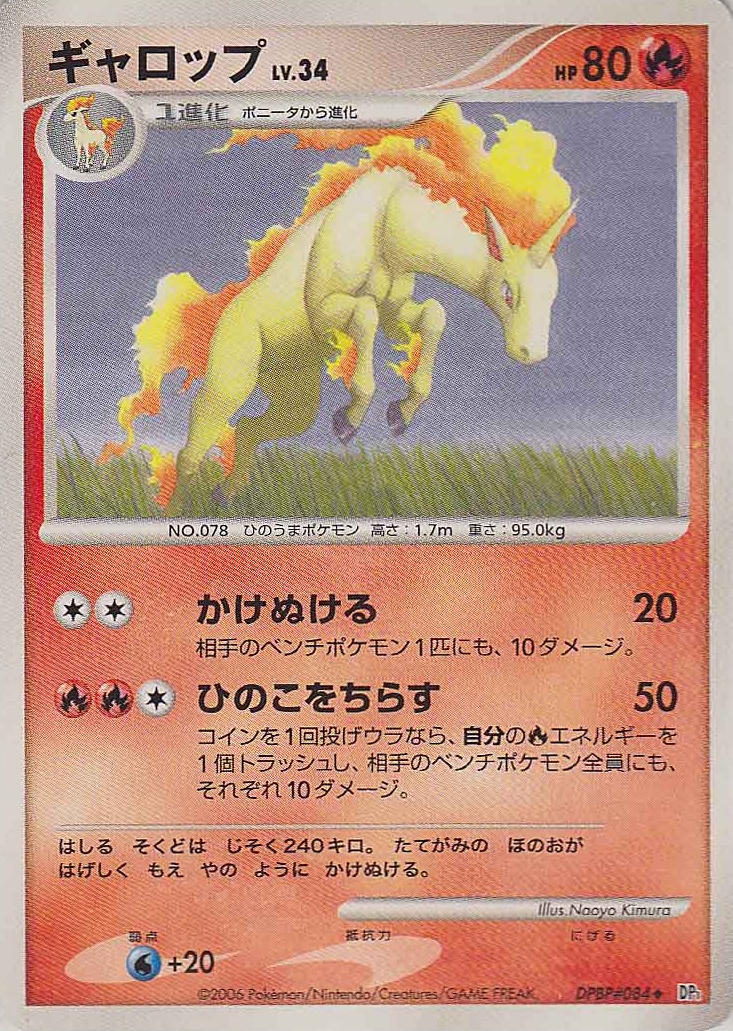 ギャロップ LV.34 HP 80
1進化 ポニータから進化
NO.078 ひのうまポケモン 高さ:1.7m 重さ:95.0kg
かけぬける 20
相手のベンチポケモン1匹にも、10ダメージ。
ひのこをちらす 50
コインを1回投げウラなら、自分のエネルギーを
1個トラッシュし、相手のベンチポケモン全員にも、
それぞれ10ダメージ。
はしる そくどは じそく240キロ。 たてがみの ほのおが
はげしく もえ やの ように かけぬける。
Illus. Naoyo Kimura
弱点 抵抗力 にげる
+20
©2006 Pokémon/Nintendo/Creatures/GAME FREAK. DPBP#084 DP1